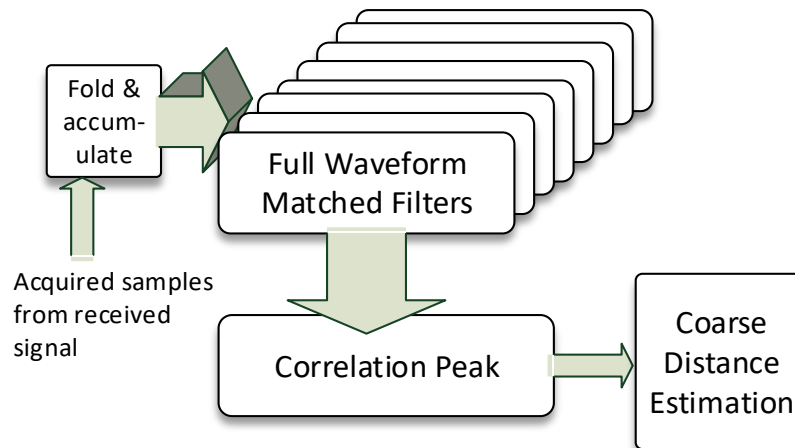 Fold &
accum-
ulate
Full Waveform
Matched Filters
Acquired samples
from received
signal
Correlation Peak
Coarse
Distance
Estimation